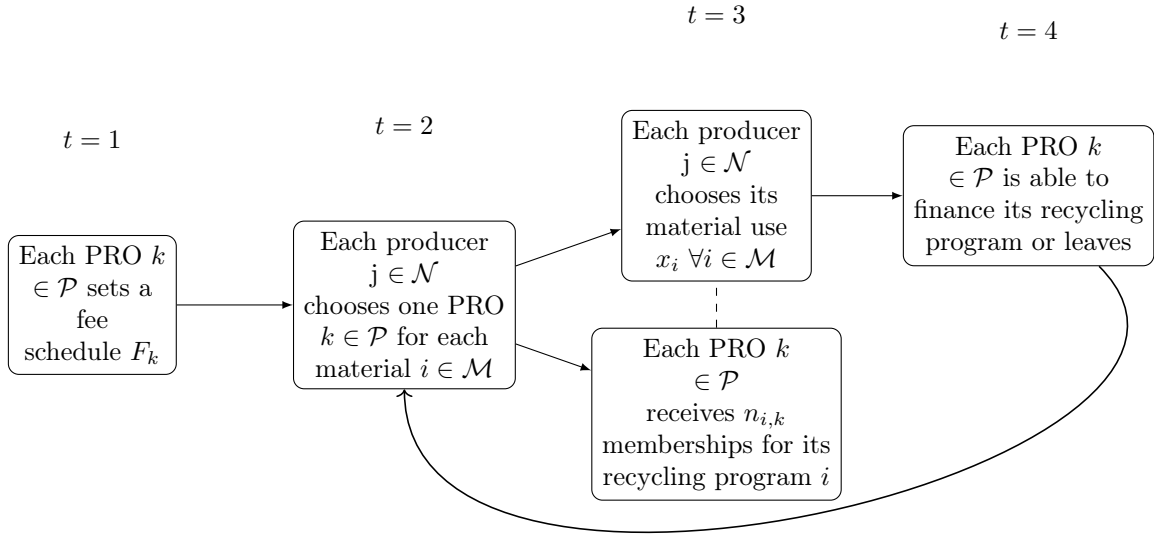 t = 1
Each PRO k
∈ 𝒫 sets a
fee
schedule F_k
t = 2
Each producer
j ∈ 𝒩
chooses one PRO
k ∈ 𝒫 for each
material i ∈ ℳ
t = 3
Each producer
j ∈ 𝒩
chooses its
material use
x_i ∀i ∈ ℳ
Each PRO k
∈ 𝒫
receives n_{i,k}
memberships for its
recycling program i
t = 4
Each PRO k
∈ 𝒫 is able to
finance its recycling
program or leaves